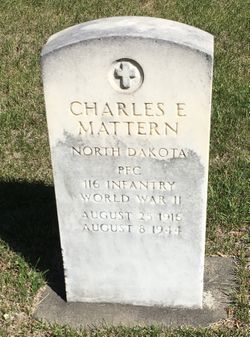 CHARLES E
MATTERN
NORTH DAKOTA
PFC
116 INFANTRY
WORLD WAR II
AUGUST 25 1916
AUGUST 8 1944